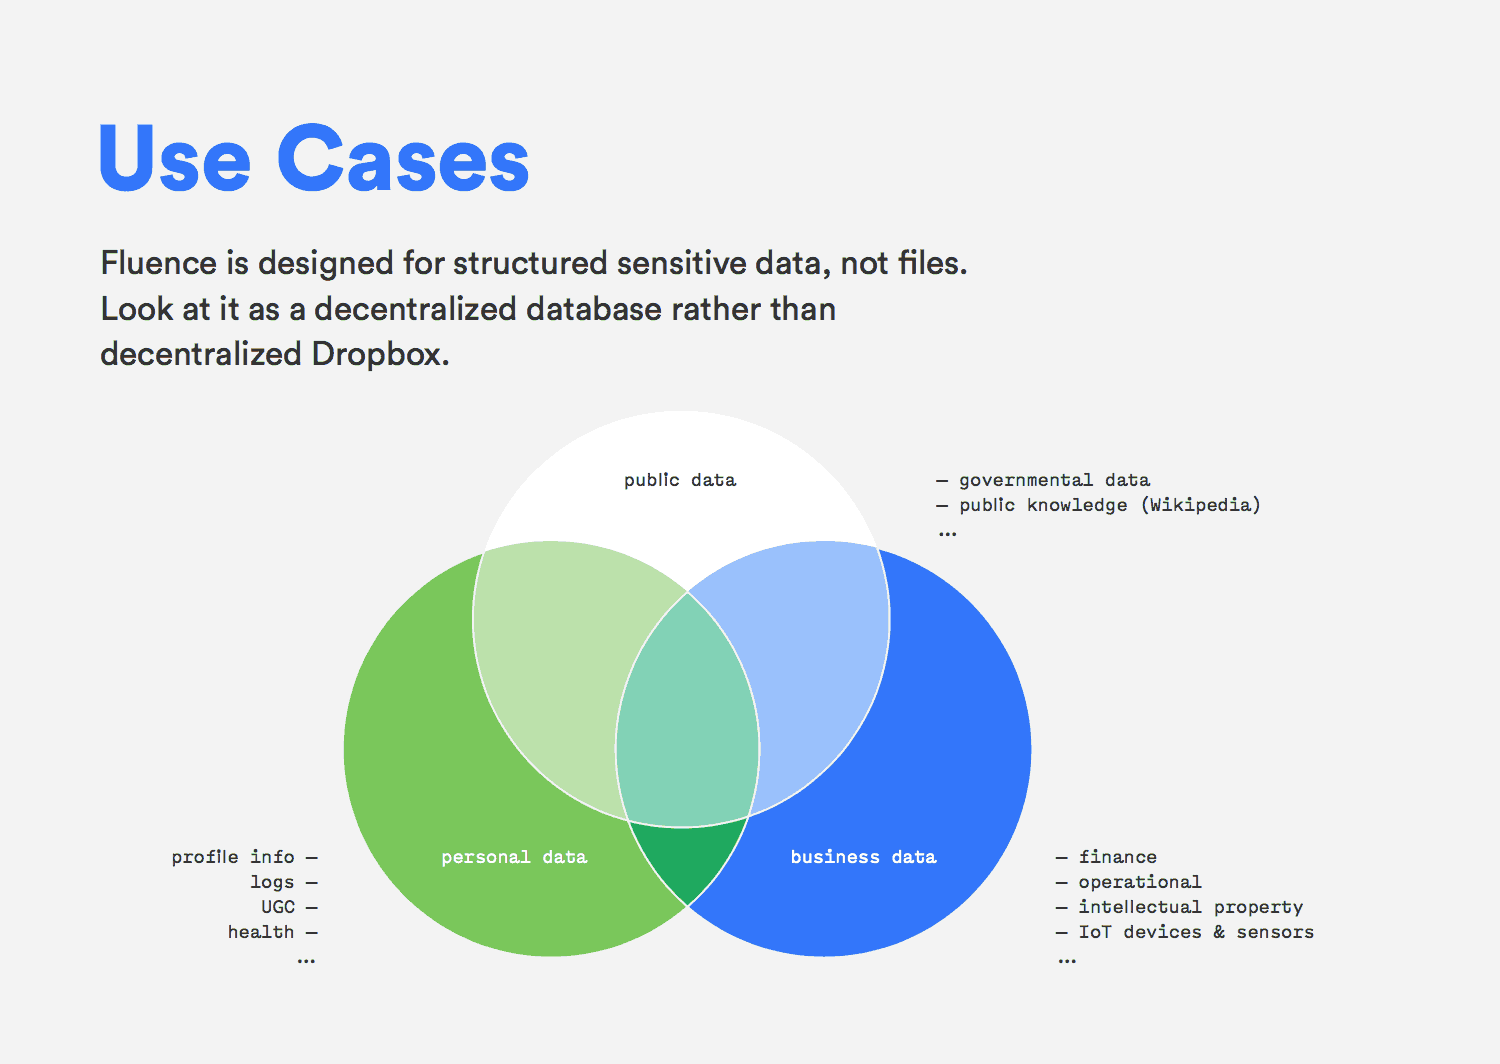 Use Cases
Fluence is designed for structured sensitive data, not files.
Look at it as a decentralized database rather than
decentralized Dropbox.
public data
— governmental data
— public knowledge (Wikipedia)
...
profile info —
logs —
UGC —
health —
...
personal data
business data
— finance
— operational
— intellectual property
— IoT devices & sensors
...